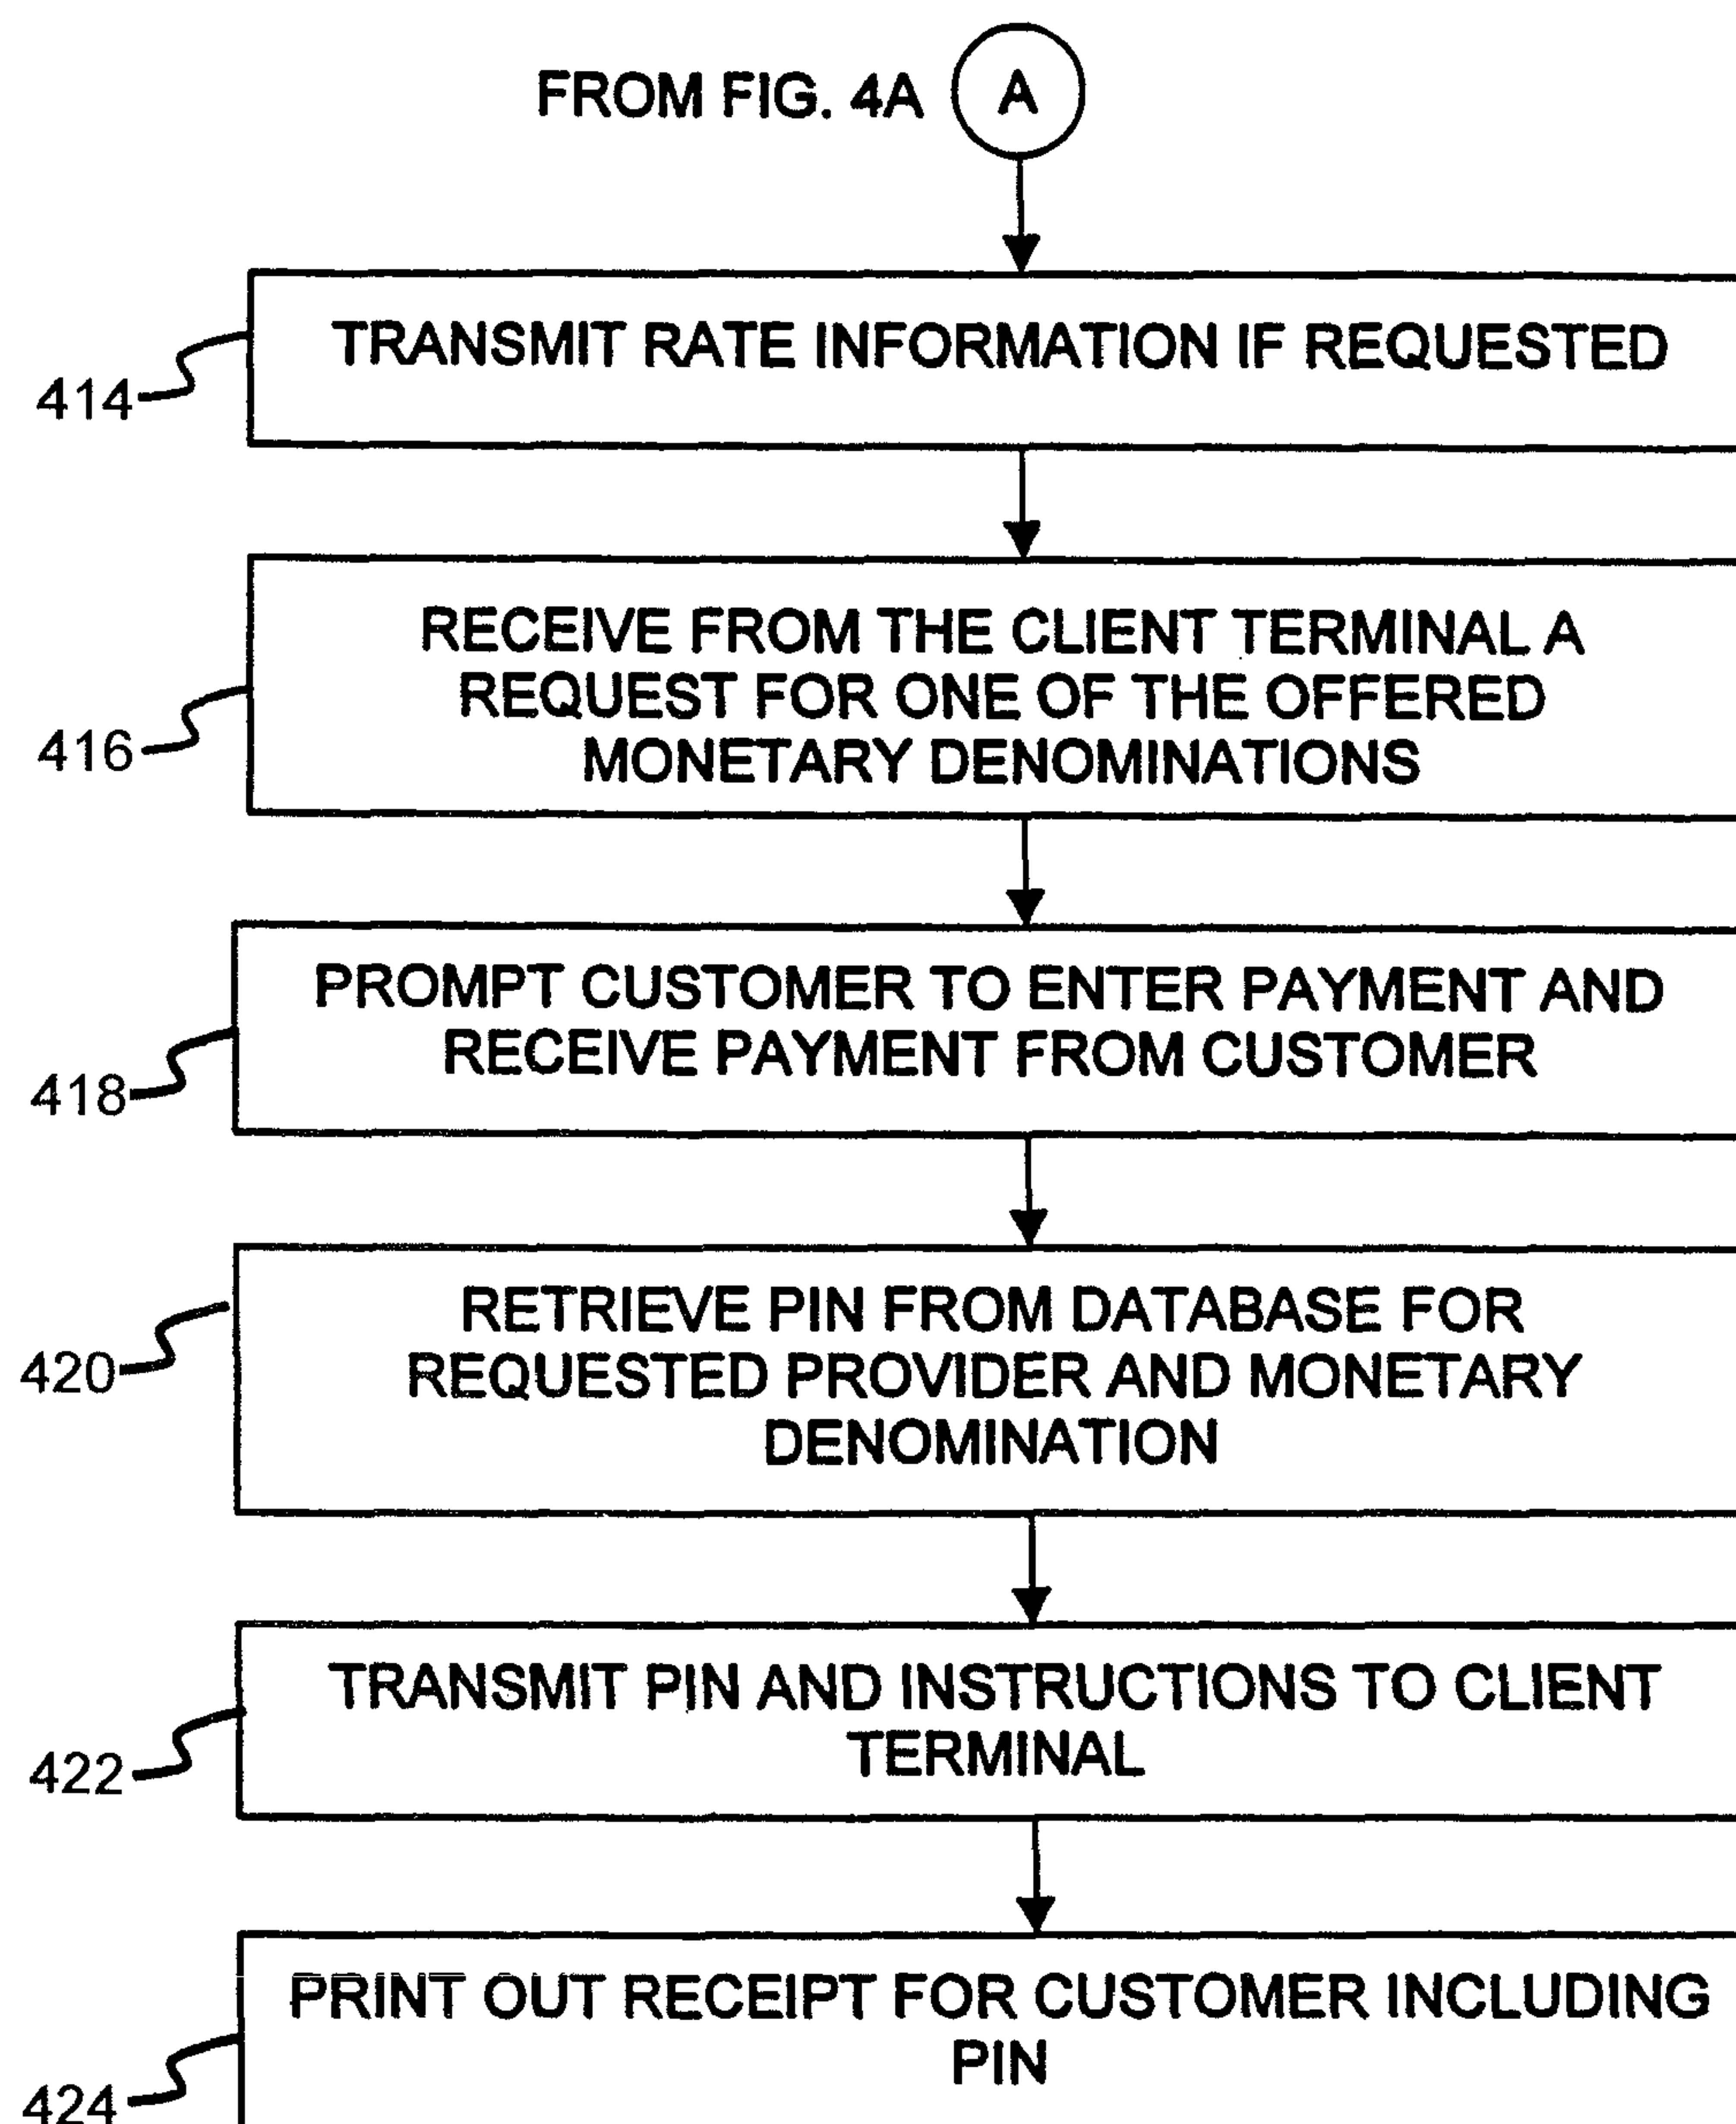 FROM FIG. 4A A
TRANSMIT RATE INFORMATION IF REQUESTED
414
RECEIVE FROM THE CLIENT TERMINAL A
REQUEST FOR ONE OF THE OFFERED
MONETARY DENOMINATIONS
416
PROMPT CUSTOMER TO ENTER PAYMENT AND
RECEIVE PAYMENT FROM CUSTOMER
418
RETRIEVE PIN FROM DATABASE FOR
REQUESTED PROVIDER AND MONETARY
DENOMINATION
420
TRANSMIT PIN AND INSTRUCTIONS TO CLIENT
TERMINAL
422
PRINT OUT RECEIPT FOR CUSTOMER INCLUDING
PIN
424